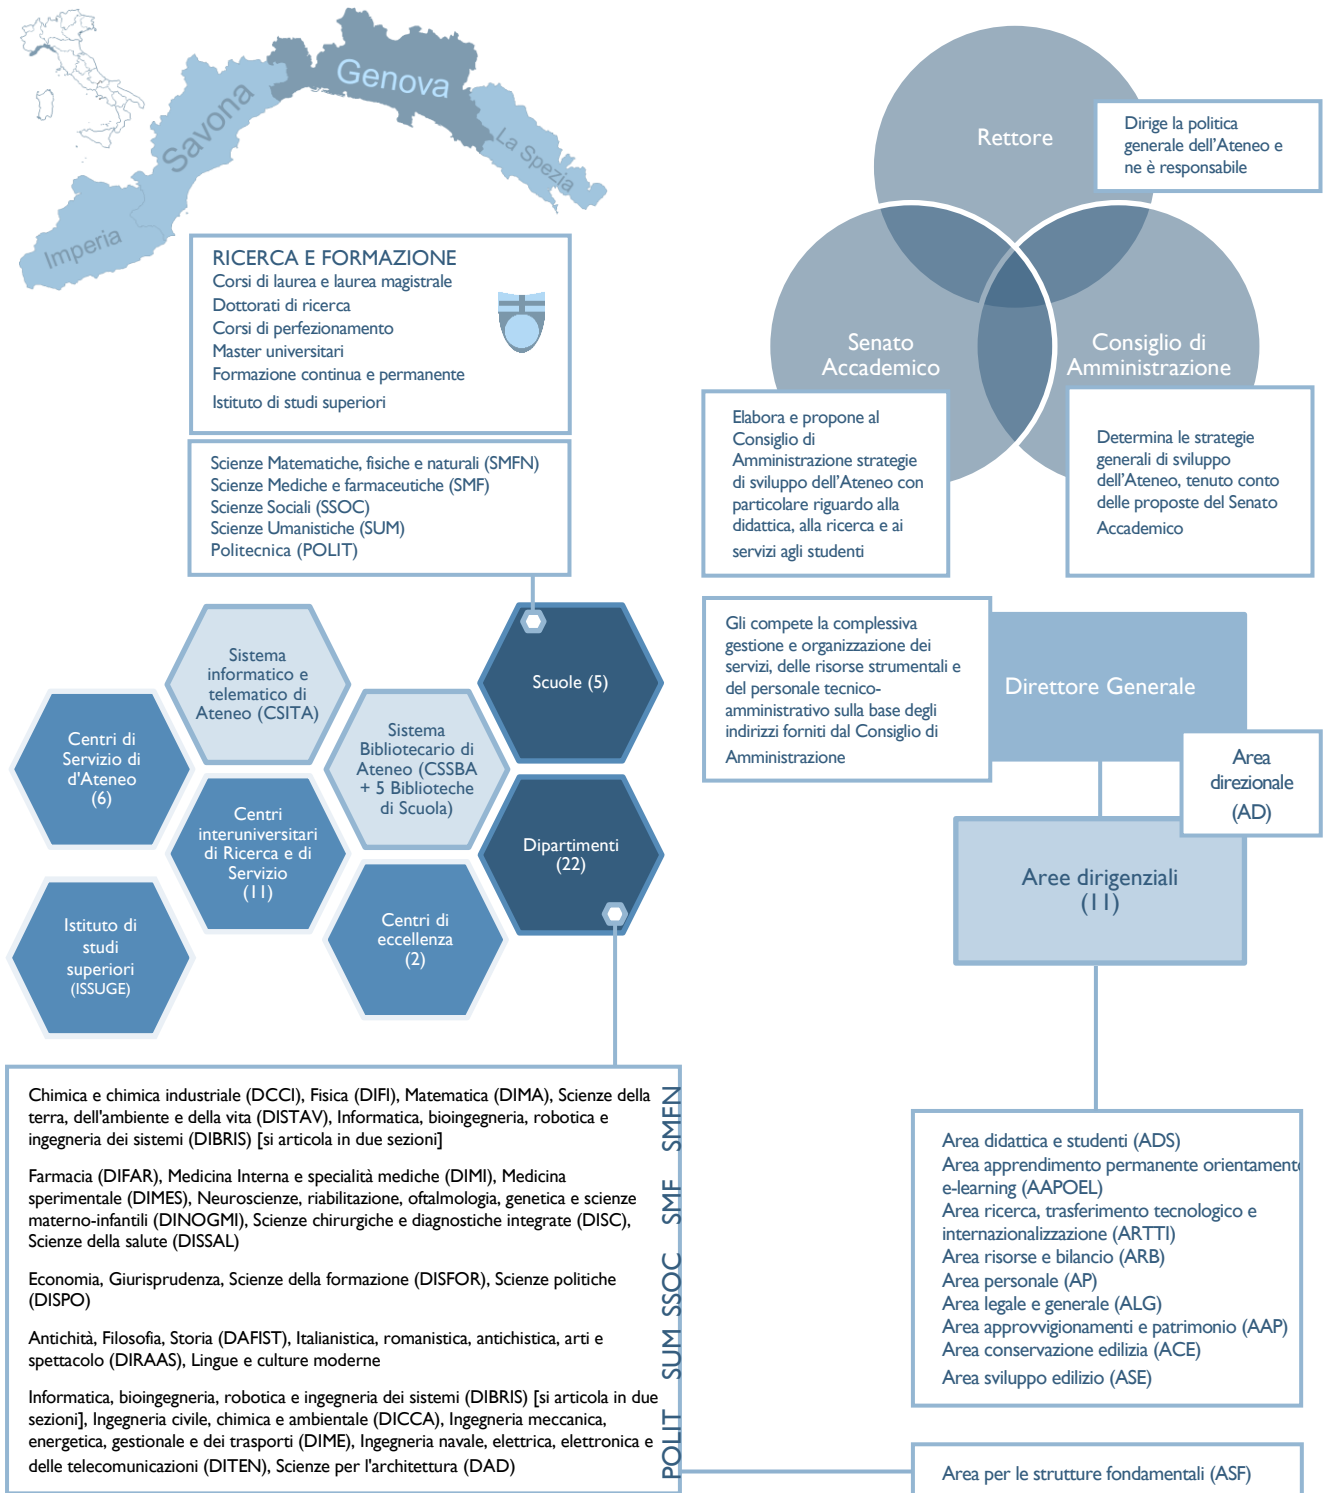 Genova
Savona
La Spezia
Imperia
RICERCA E FORMAZIONE
Corsi di laurea e laurea magistrale
Dottorati di ricerca
Corsi di perfezionamento
Master universitari
Formazione continua e permanente
Istituto di studi superiori
Scienze Matematiche, fisiche e naturali (SMFN)
Scienze Mediche e farmaceutiche (SMF)
Scienze Sociali (SSOC)
Scienze Umanistiche (SUM)
Politecnica (POLIT)
Sistema
informatico e
telematico di
Ateneo (CSITA)
Scuole (5)
Centri di
Servizio di
d'Ateneo
(6)
Sistema
Bibliotecario di
Ateneo (CSSBA
+ 5 Biblioteche
di Scuola)
Centri
interuniversitari
di Ricerca e di
Servizio
(11)
Dipartimenti
(22)
Istituto di
studi
superiori
(ISSUGE)
Centri di
eccellenza
(2)
Chimica e chimica industriale (DCCI), Fisica (DIFI), Matematica (DIMA), Scienze della
terra, dell'ambiente e della vita (DISTAV), Informatica, bioingegneria, robotica e
ingegneria dei sistemi (DIBRIS) [si articola in due sezioni]
Farmacia (DIFAR), Medicina Interna e specialità mediche (DIMI), Medicina
sperimentale (DIMES), Neuroscienze, riabilitazione, oftalmologia, genetica e scienze
materno-infantili (DINOGMI), Scienze chirurgiche e diagnostiche integrate (DISC),
Scienze della salute (DISSAL)
Economia, Giurisprudenza, Scienze della formazione (DISFOR), Scienze politiche
(DISPO)
Antichità, Filosofia, Storia (DAFIST), Italianistica, romanistica, antichistica, arti e
spettacolo (DIRAAS), Lingue e culture moderne
Informatica, bioingegneria, robotica e ingegneria dei sistemi (DIBRIS) [si articola in due
sezioni], Ingegneria civile, chimica e ambientale (DICCA), Ingegneria meccanica,
energetica, gestionale e dei trasporti (DIME), Ingegneria navale, elettrica, elettronica e
delle telecomunicazioni (DITEN), Scienze per l'architettura (DAD)
POLIT SUM SSOC SMF SMFN
Rettore
Dirige la politica
generale dell'Ateneo e
ne è responsabile
Senato
Accademico
Consiglio di
Amministrazione
Elabora e propone al
Consiglio di
Amministrazione strategie
di sviluppo dell'Ateneo con
particolare riguardo alla
didattica, alla ricerca e ai
servizi agli studenti
Determina le strategie
generali di sviluppo
dell'Ateneo, tenuto conto
delle proposte del Senato
Accademico
Gli compete la complessiva
gestione e organizzazione dei
servizi, delle risorse strumentali e
del personale tecnico-
amministrativo sulla base degli
indirizzi forniti dal Consiglio di
Amministrazione
Direttore Generale
Area
direzionale
(AD)
Aree dirigenziali
(11)
Area didattica e studenti (ADS)
Area apprendimento permanente orientamento
e-learning (AAPOEL)
Area ricerca, trasferimento tecnologico e
internazionalizzazione (ARTTI)
Area risorse e bilancio (ARB)
Area personale (AP)
Area legale e generale (ALG)
Area approvvigionamenti e patrimonio (AAP)
Area conservazione edilizia (ACE)
Area sviluppo edilizio (ASE)
Area per le strutture fondamentali (ASF)